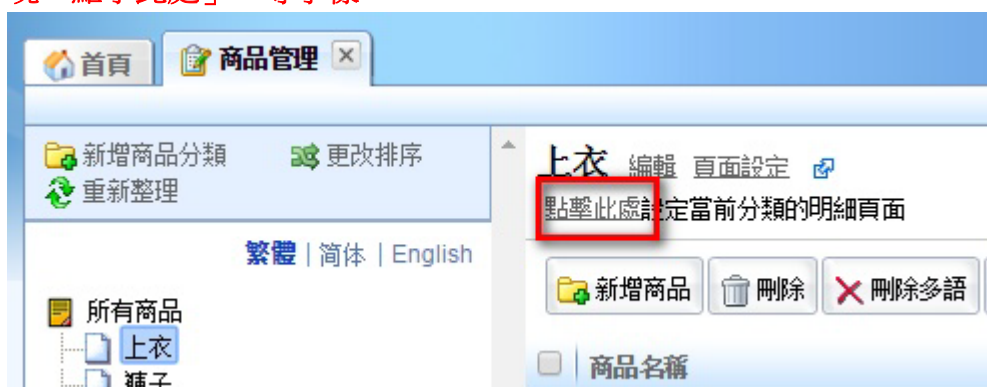 首頁 商品管理
新增商品分類 更改排序
重新整理
繁體 | 简体 | English
所有商品
上衣
褲子
上衣 編輯 頁面設定
點擊此處設定當前分類的明細頁面
新增商品 刪除 刪除多語
商品名稱